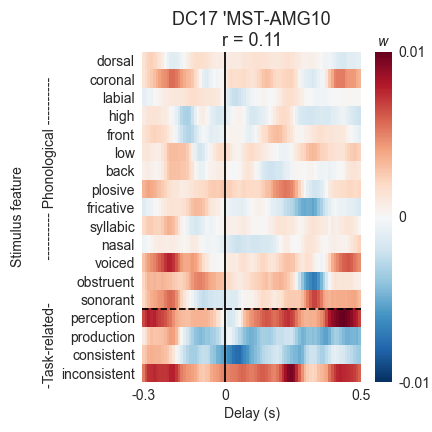 DC17 'MST-AMG10
r = 0.11
w
dorsal
coronal
labial
high
front
low
back
plosive
fricative
syllabic
nasal
voiced
obstruent
sonorant
perception
production
consistent
inconsistent
Stimulus feature
-Task-related- ----------- Phonological ----------
0.01
0
-0.01
-0.3 0 0.5
Delay (s)